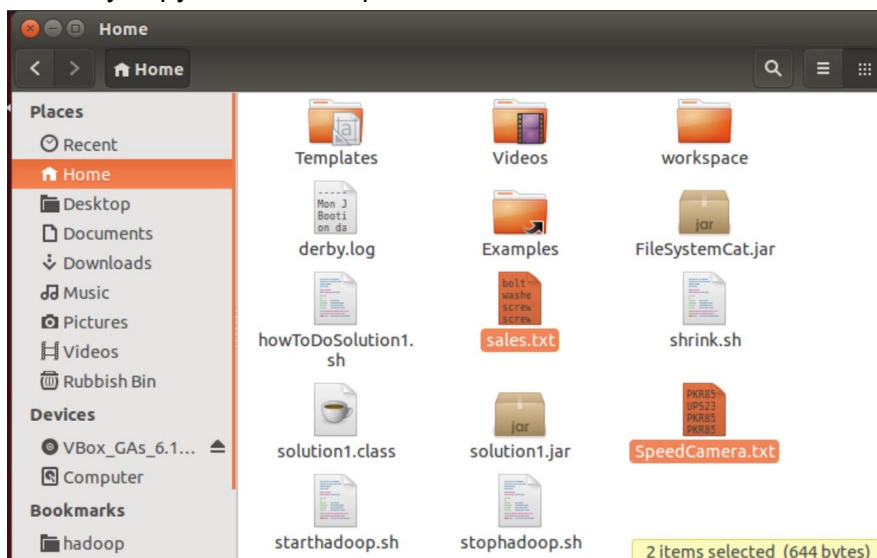 Home
Home
Places
Recent
Home
Desktop
Documents
Downloads
Music
Pictures
Videos
Rubbish Bin
Devices
VBox_GAs_6.1...
Computer
Bookmarks
hadoop
Templates
Videos
workspace
Mon J
Booti
on da
derby.log
Examples
jar
FileSystemCat.jar
howToDoSolution1.
sh
bolt
washe
screw
screw
sales.txt
shrink.sh
solution1.class
jar
solution1.jar
PKR85
UPS23
PKR85
PKR85
SpeedCamera.txt
starthadoop.sh
stophadoop.sh
2 items selected (644 bytes)